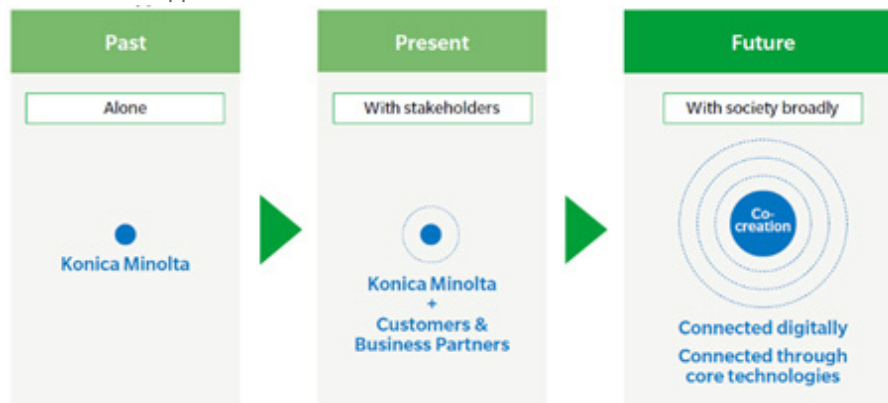 Past
Alone
Konica Minolta
Present
With stakeholders
Konica Minolta
+
Customers &
Business Partners
Future
With society broadly
Co-
creation
Connected digitally
Connected through
core technologies